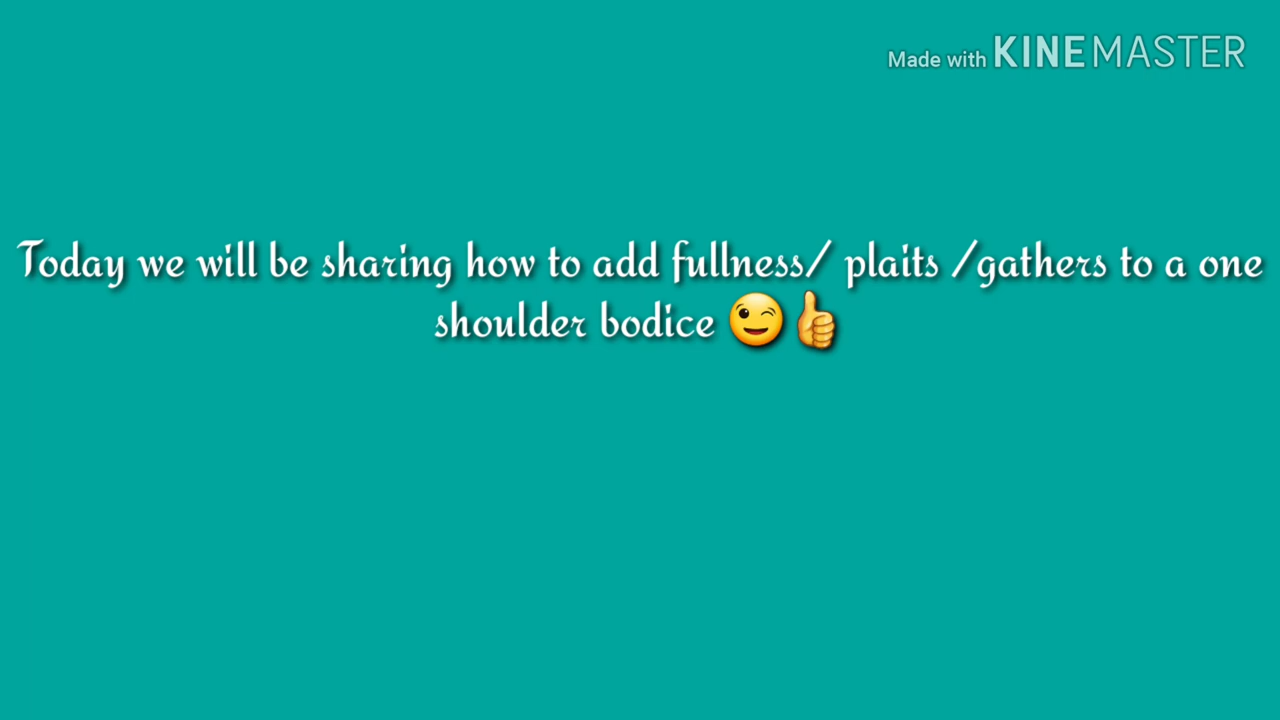 Made with KINEMASTER
Today we will be sharing how to add fullness/ plaits /gathers to a one
shoulder bodice 😉👍